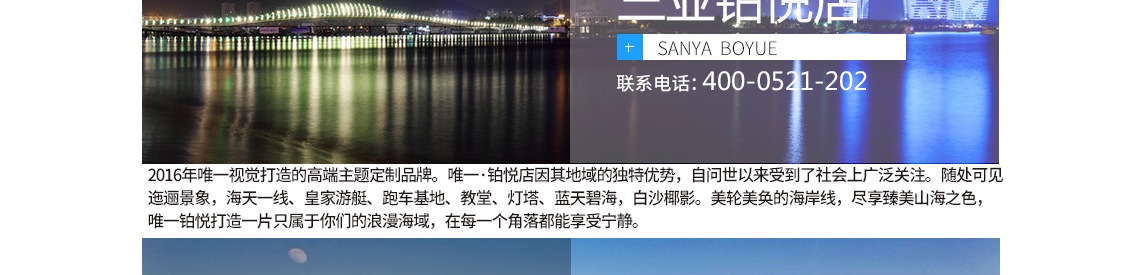 三亚铂悦店
+ SANYA BOYUE
联系电话: 400-0521-202
2016年唯一视觉打造的高端主题定制品牌。唯一·铂悦店因其地域的独特优势，自问世以来受到了社会上广泛关注。随处可见
迤逦景象，海天一线、皇家游艇、跑车基地、教堂、灯塔、蓝天碧海，白沙椰影。美轮美奂的海岸线，尽享臻美山海之色，
唯一铂悦打造一片只属于你们的浪漫海域，在每一个角落都能享受宁静。